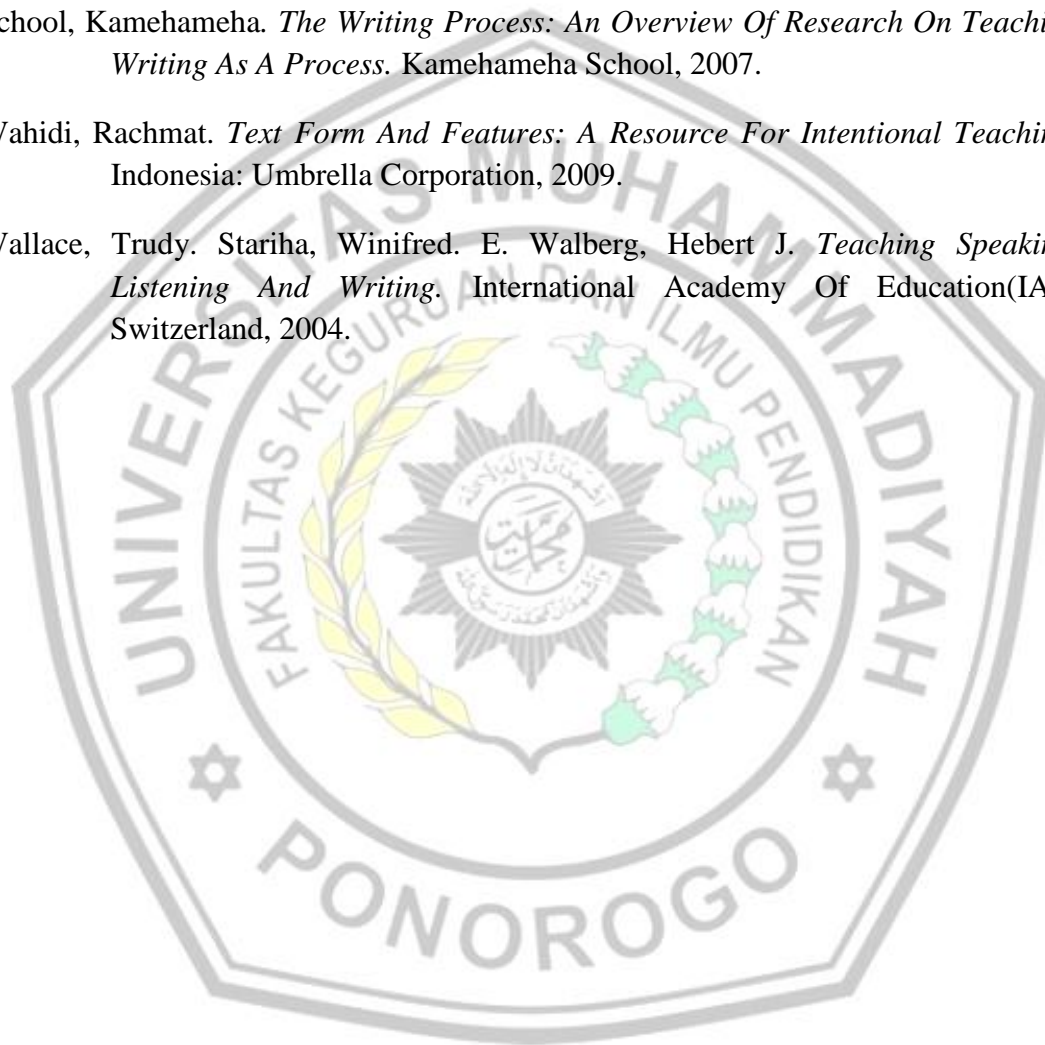 chool, Kamehameha. The Writing Process: An Overview Of Research On Teachi
Writing As A Process. Kamehameha School, 2007.
Vahidi, Rachmat. Text Form And Features: A Resource For Intentional Teachin
Indonesia: Umbrella Corporation, 2009.
Vallace, Trudy. Stariha, Winifred. E. Walberg, Hebert J. Teaching Speakin
Listening And Writing. International Academy Of Education(IA
Switzerland, 2004.
UNIVERSITAS MUHAMMADIYAH
FAKULTAS KEGURUAN DAN ILMU PENDIDIKAN
PONOROGO